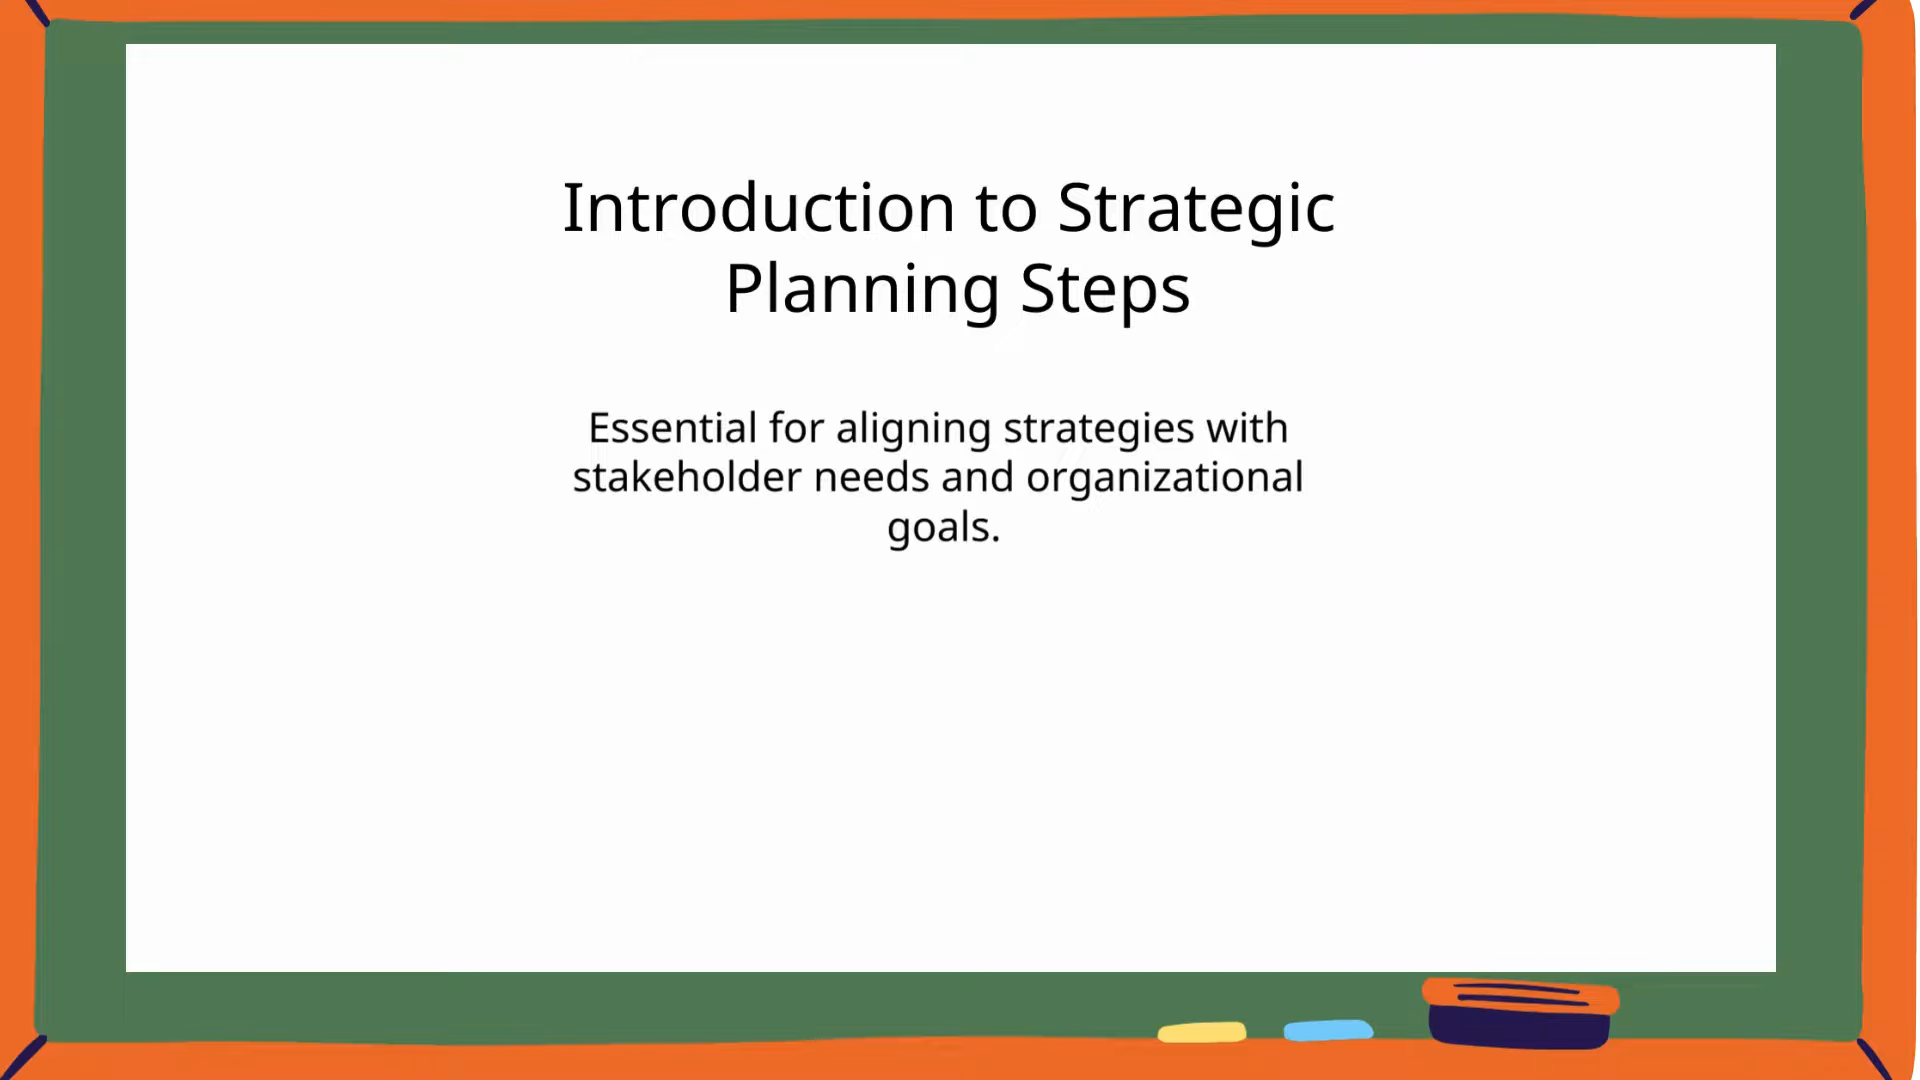 Introduction to Strategic
Planning Steps
Essential for aligning strategies with
stakeholder needs and organizational
goals.